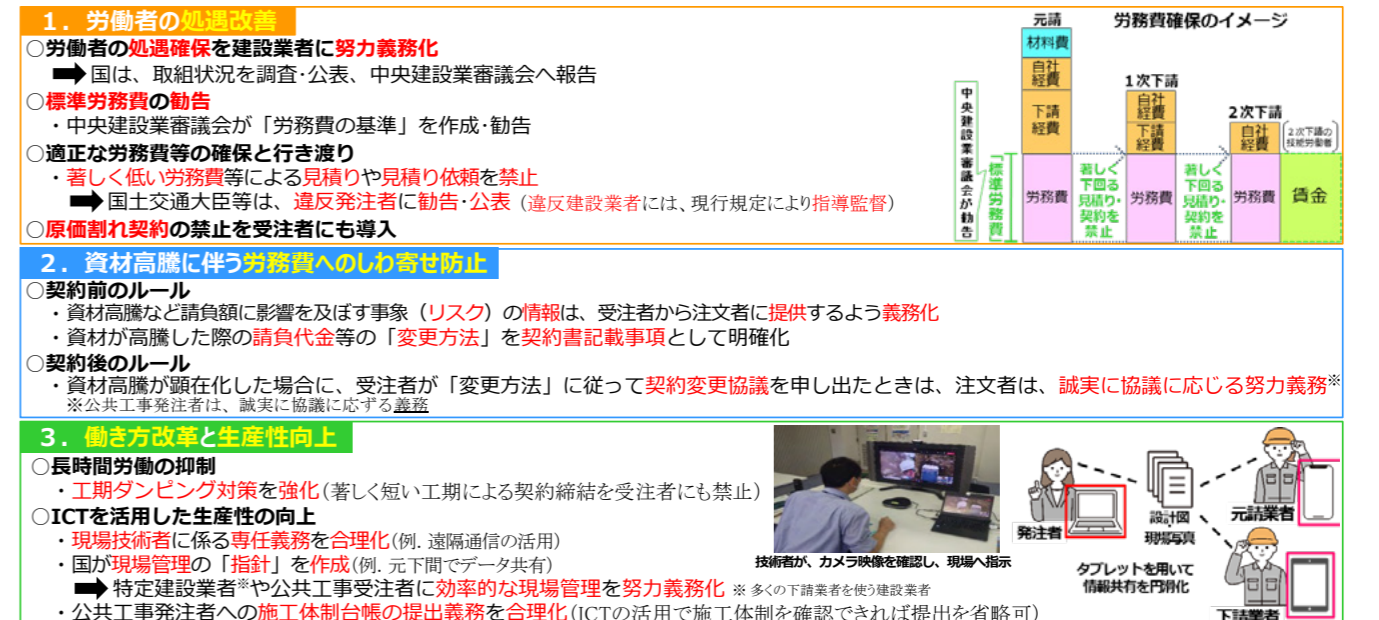 １．労働者の処遇改善
○労働者の処遇確保を建設業者に努力義務化
➡国は、取組状況を調査･公表、中央建設業審議会へ報告
○標準労務費の勧告
・中央建設業審議会が「労務費の基準」を作成･勧告
○適正な労務費等の確保と行き渡り
・著しく低い労務費等による見積りや見積り依頼を禁止
➡国土交通大臣等は、違反発注者に勧告･公表（違反建設業者には、現行規定により指導監督）
○原価割れ契約の禁止を受注者にも導入
労務費確保のイメージ
元請
材料費
自社
経費
下請
経費
労務費
１次下請
自社
経費
下請
経費
労務費
２次下請
自社
経費
労務費
２次下請の
技能労働者
賃金
中央建設業審議会が勧告
「標準労務費」
著しく
下回る
見積り・
契約を
禁止
著しく
下回る
見積り・
契約を
禁止
２．資材高騰に伴う労務費へのしわ寄せ防止
○契約前のルール
・資材高騰など請負額に影響を及ぼす事象（リスク）の情報は、受注者から注文者に提供するよう義務化
・資材が高騰した際の請負代金等の「変更方法」を契約書記載事項として明確化
○契約後のルール
・資材高騰が顕在化した場合に、受注者が「変更方法」に従って契約変更協議を申し出たときは、注文者は、誠実に協議に応じる努力義務※
※公共工事発注者は、誠実に協議に応ずる義務
３．働き方改革と生産性向上
○長時間労働の抑制
・工期ダンピング対策を強化(著しく短い工期による契約締結を受注者にも禁止)
○ICTを活用した生産性の向上
・現場技術者に係る専任義務を合理化(例. 遠隔通信の活用)
・国が現場管理の「指針」を作成(例. 元下間でデータ共有)
➡特定建設業者※や公共工事受注者に効率的な現場管理を努力義務化 ※ 多くの下請業者を使う建設業者
・公共工事発注者への施工体制台帳の提出義務を合理化(ICTの活用で施工体制を確認できれば提出を省略可)
技術者が、カメラ映像を確認し、現場へ指示
発注者
設計図
現場写真
元請業者
タブレットを用いて
情報共有を円滑化
下請業者